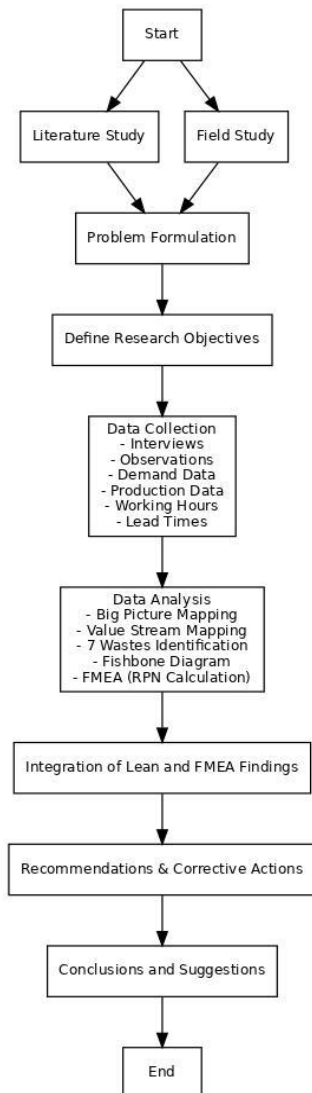 Start
Literature Study
Field Study
Problem Formulation
Define Research Objectives
Data Collection
- Interviews
- Observations
- Demand Data
- Production Data
- Working Hours
- Lead Times
Data Analysis
- Big Picture Mapping
- Value Stream Mapping
- 7 Wastes Identification
- Fishbone Diagram
- FMEA (RPN Calculation)
Integration of Lean and FMEA Findings
Recommendations & Corrective Actions
Conclusions and Suggestions
End